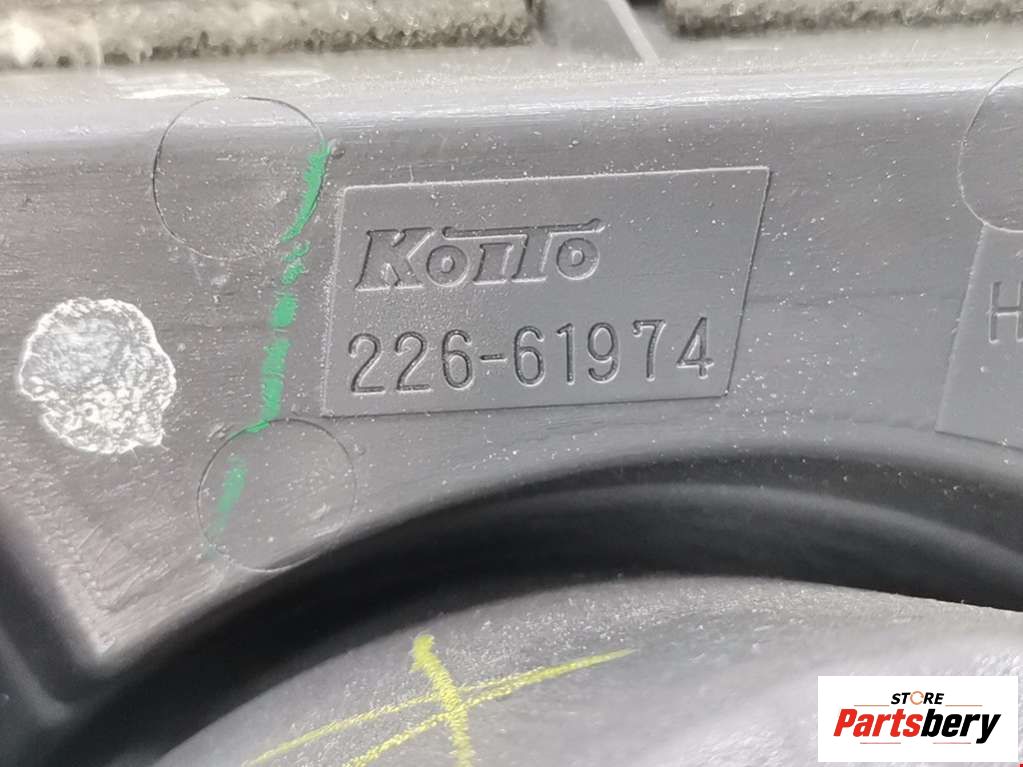 KOITO
226-61974
H
STORE
Partsbery